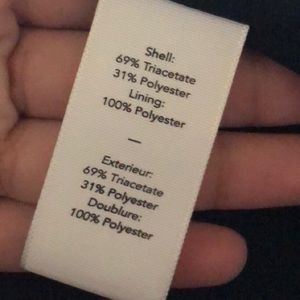 Shell:
69% Triacetate
31% Polyester
Lining:
100% Polyester
—
Exterieur:
69% Triacetate
31% Polyester
Doublure:
100% Polyester